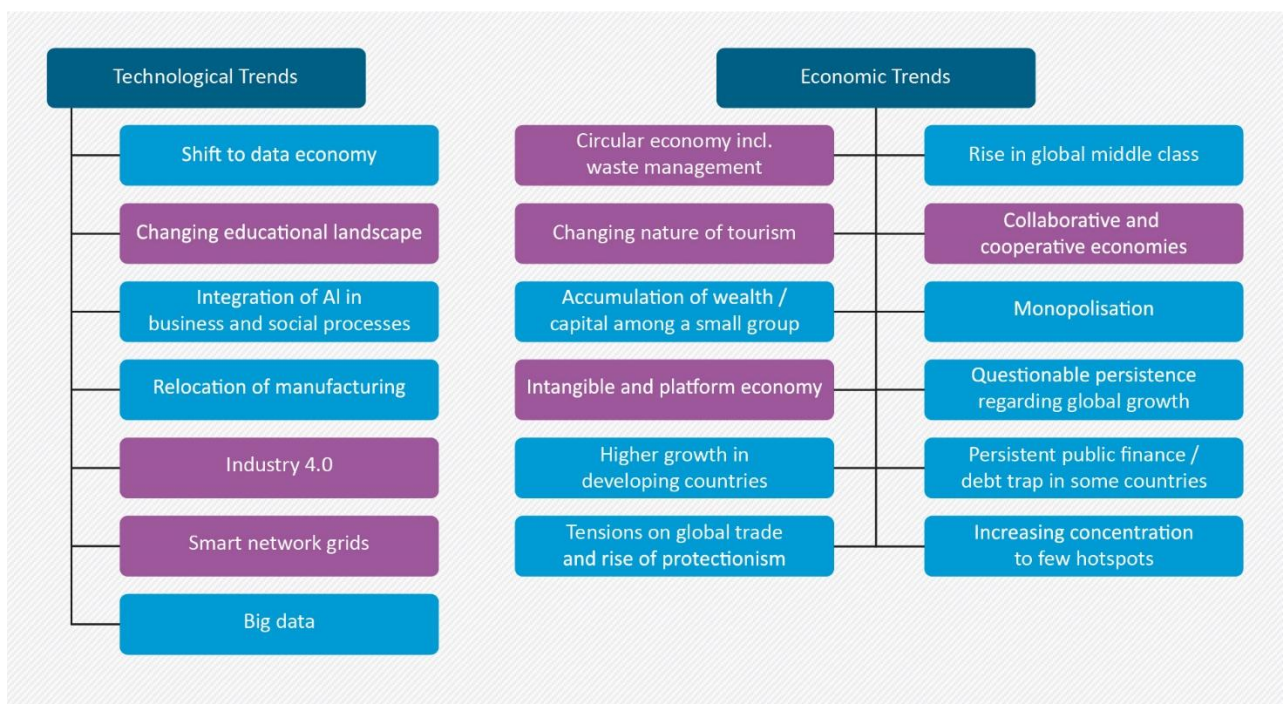 Technological Trends
Shift to data economy
Changing educational landscape
Integration of AI in
business and social processes
Relocation of manufacturing
Industry 4.0
Smart network grids
Big data
Economic Trends
Circular economy incl.
waste management
Changing nature of tourism
Accumulation of wealth /
capital among a small group
Intangible and platform economy
Higher growth in
developing countries
Tensions on global trade
and rise of protectionism
Rise in global middle class
Collaborative and
cooperative economies
Monopolisation
Questionable persistence
regarding global growth
Persistent public finance /
debt trap in some countries
Increasing concentration
to few hotspots